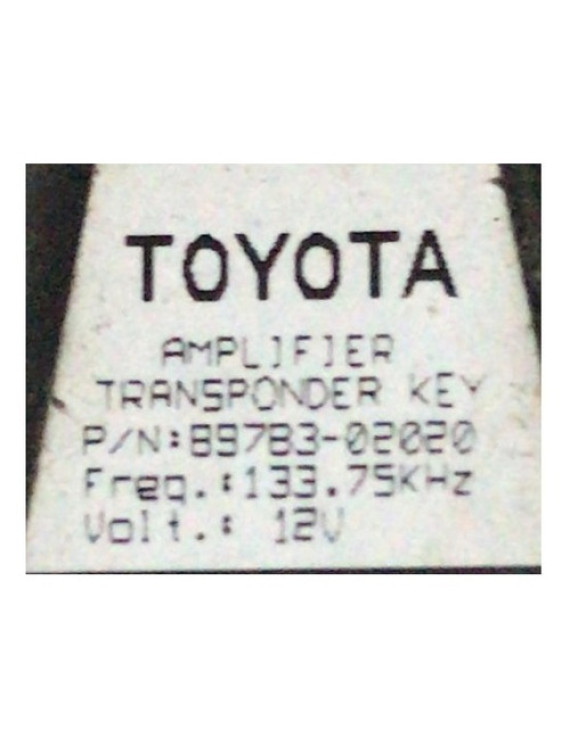 TOYOTA
AMPLIFIER
TRANSPONDER KEY
P/N:89783-02020
Freq.:133.75KHz
Volt.: 12V